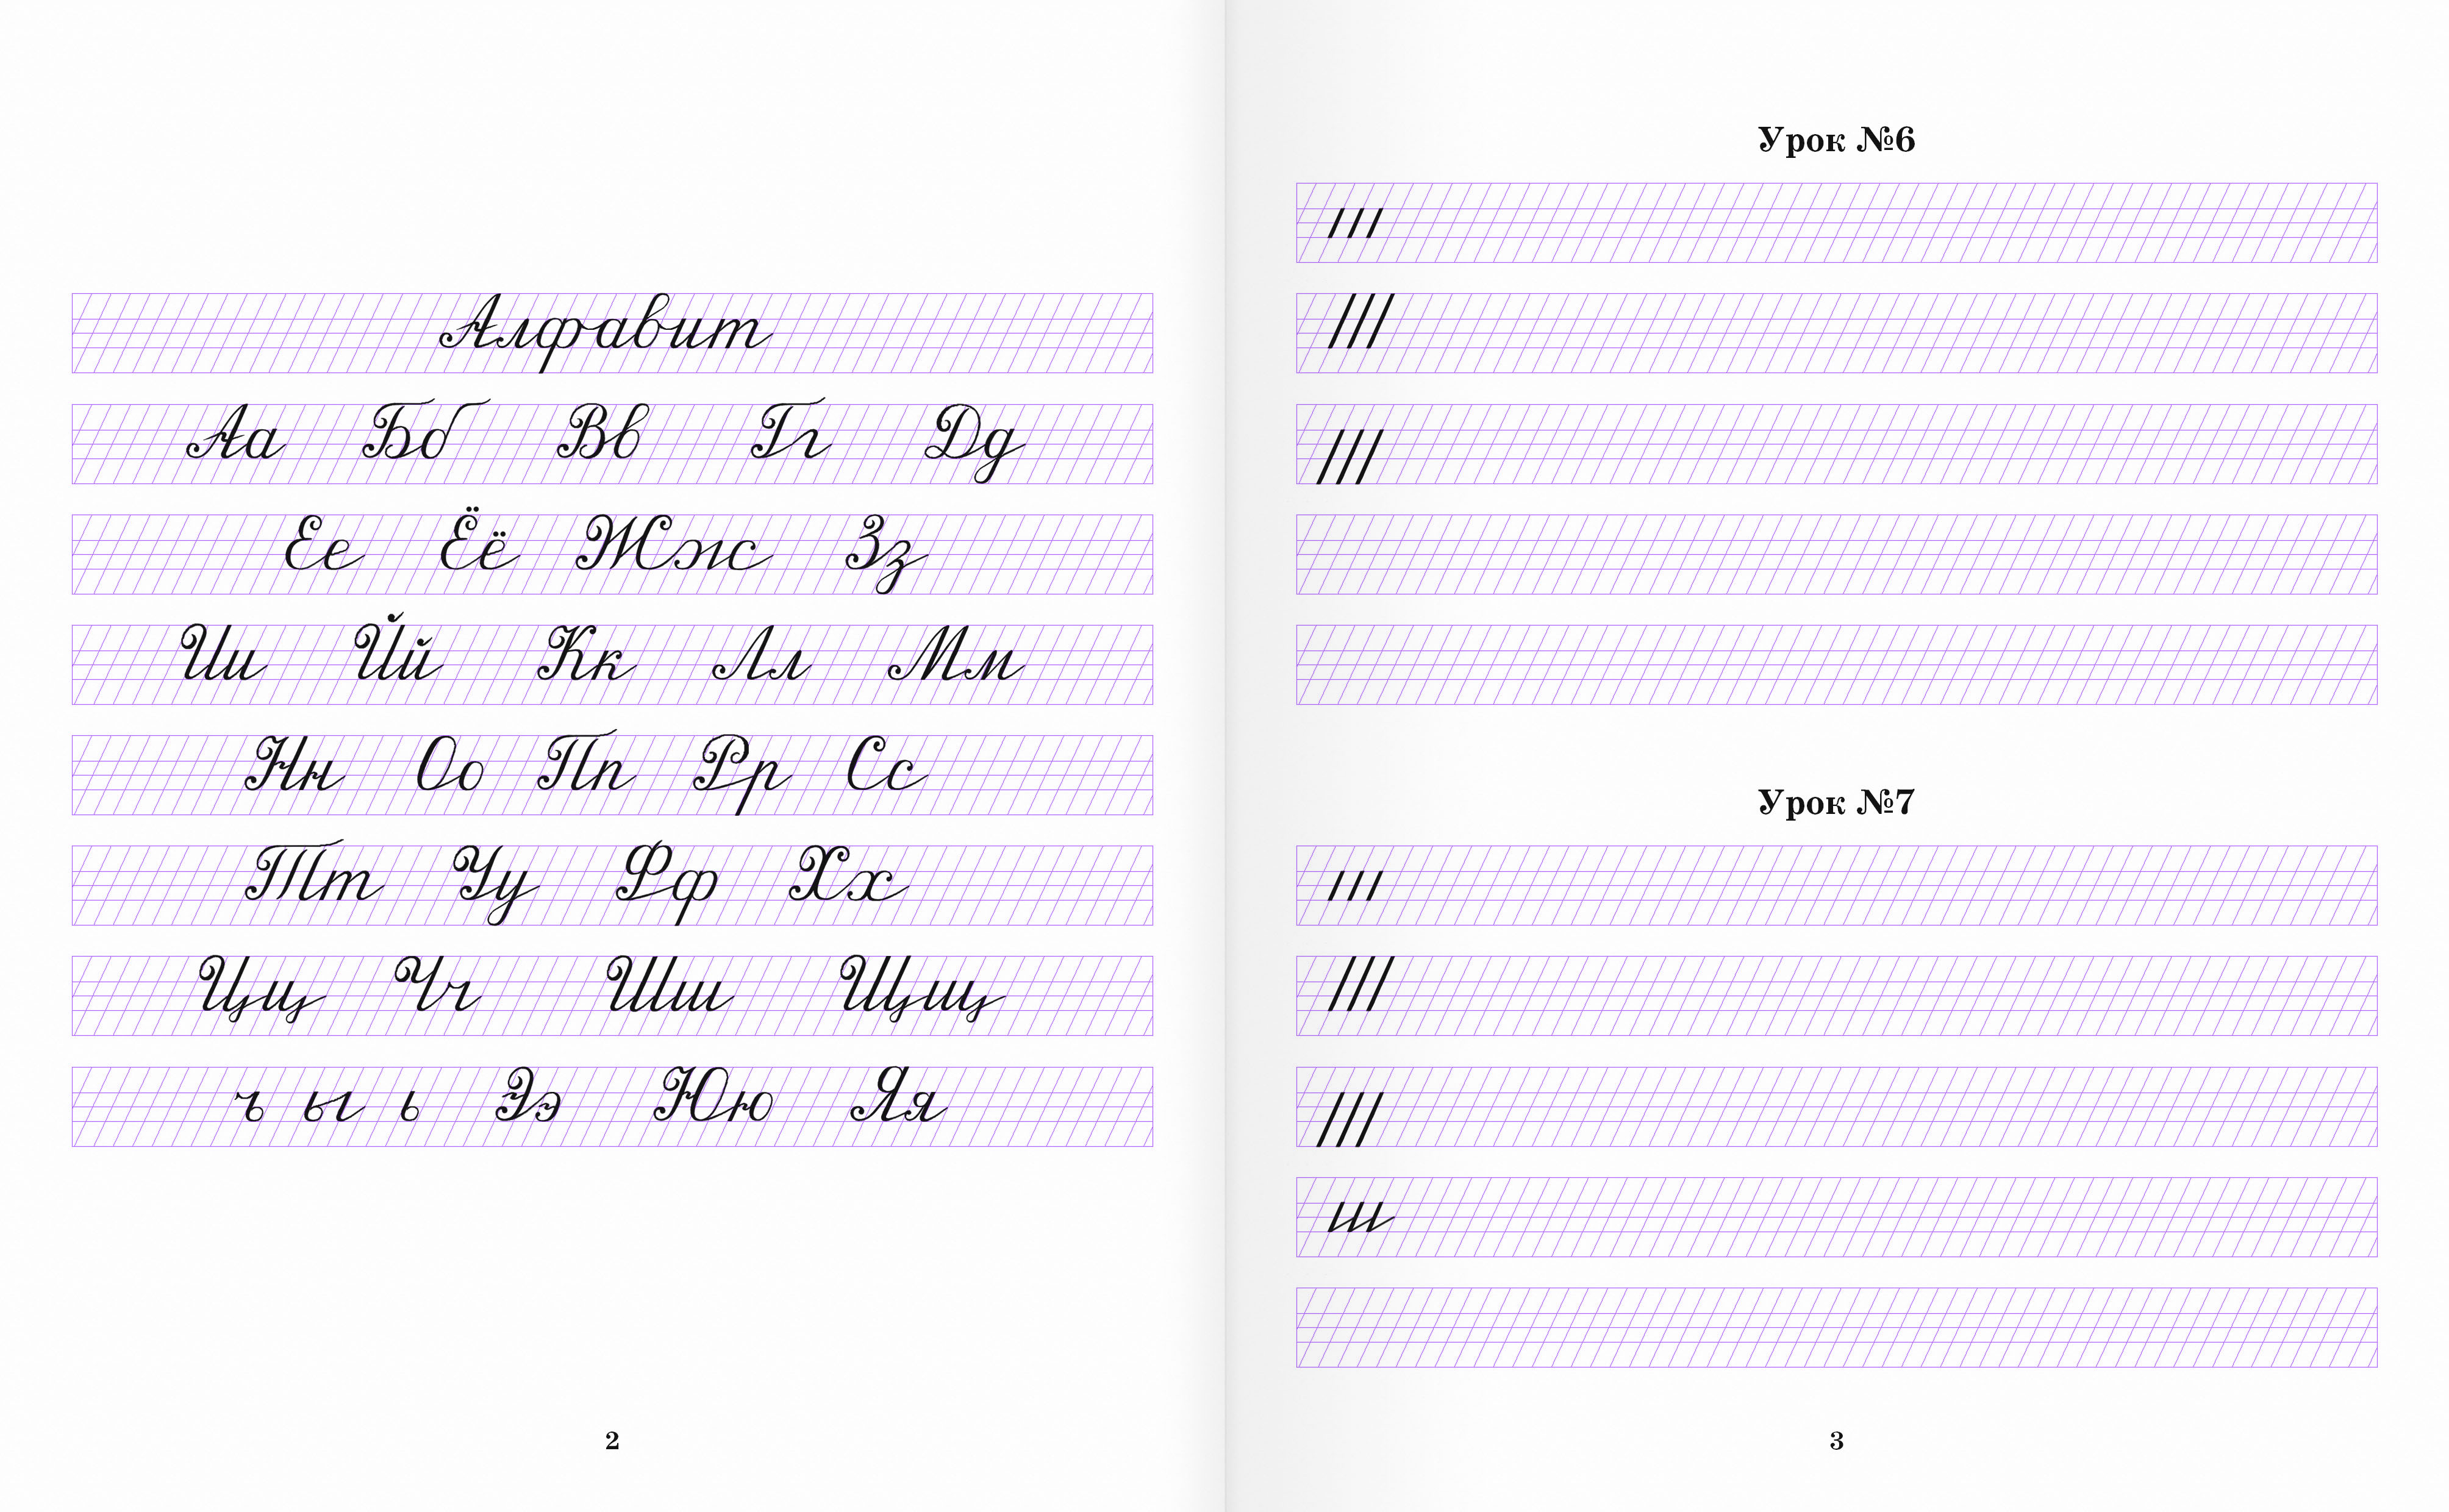 Алфавит
Аа Бб Вв Гг Дд
Ее Ёё Жж Зз
Ии Йй Кк Лл Мм
Нн Оо Пп Рр Сс
Тт Уу Фф Хх
Цц Чч Шш Щщ
ъ ы ь Ээ Юю Яя
2
Урок №6
Урок №7
3